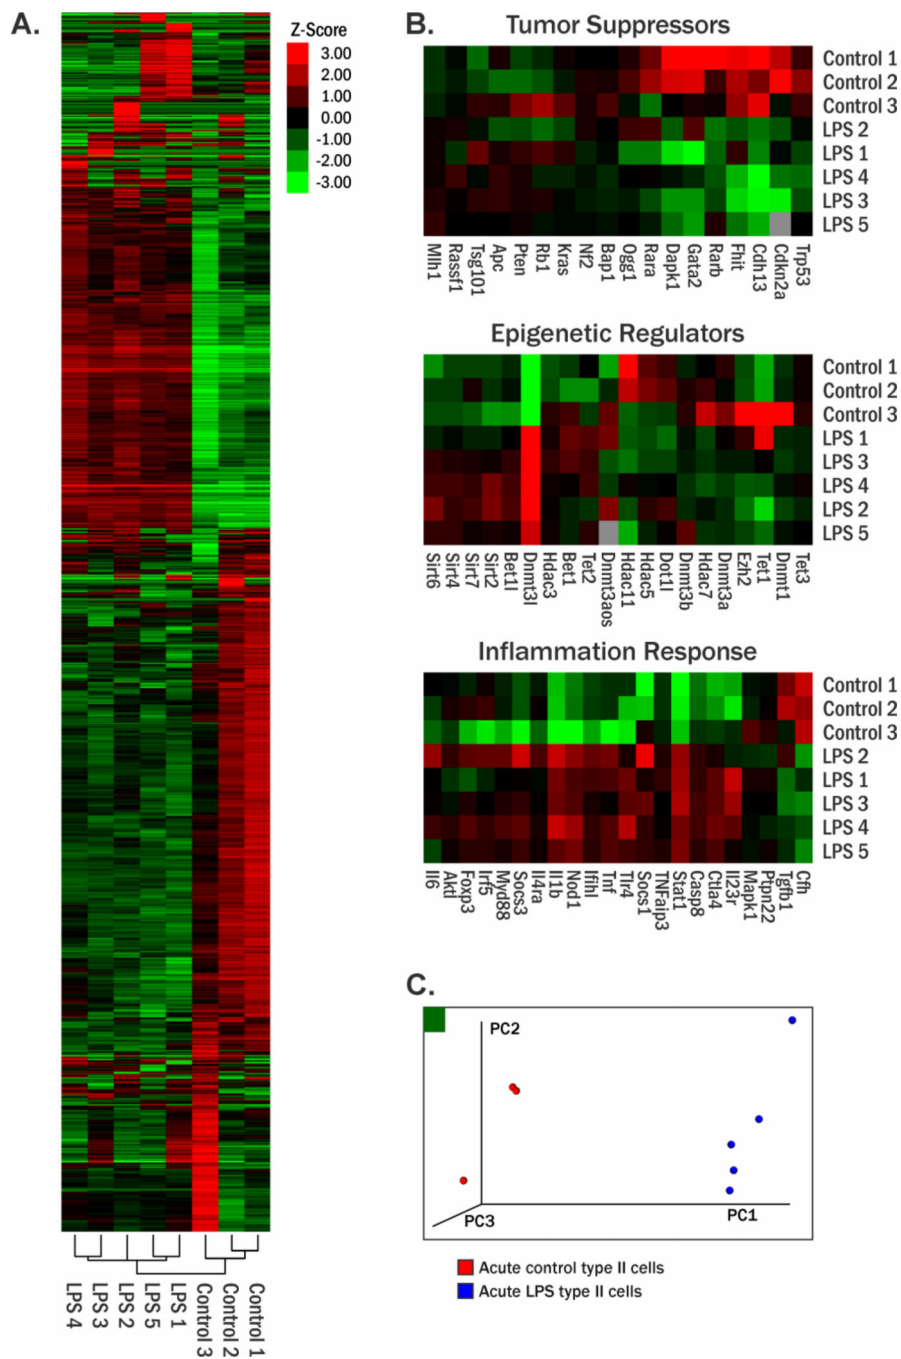 A.
Z-Score
3.00
2.00
1.00
0.00
-1.00
-2.00
-3.00
LPS 4
LPS 3
LPS 2
LPS 5
LPS 1
Control 3
Control 2
Control 1
B.
Tumor Suppressors
Control 1
Control 2
Control 3
LPS 2
LPS 1
LPS 4
LPS 3
LPS 5
Mlh1
Rassf1
Tsg101
Apc
Pten
Rb1
Kras
Nf2
Bap1
Ogg1
Rara
Dapk1
Gata2
Rarb
Fhit
Cdh13
Cdkn2a
Trp53
Epigenetic Regulators
Control 1
Control 2
Control 3
LPS 1
LPS 3
LPS 4
LPS 2
LPS 5
Sirt6
Sirt4
Sirt7
Sirt2
Bet1l
Dnmt3l
Hdac3
Bet1
Tet2
Dnmt3aos
Hdac11
Hdac5
Dot1l
Dnmt3b
Hdac7
Dnmt3a
Ezh2
Tet1
Dnmt1
Tet3
Inflammation Response
Control 1
Control 2
Control 3
LPS 2
LPS 1
LPS 3
LPS 4
LPS 5
Il6
Aktl
Foxp3
Irf5
Myd88
Socs3
Il4ra
Il1b
Nod1
Ifihl
Tnf
Tlr4
Socs1
TNFaip3
Stat1
Casp8
Ctla4
Il23r
Mapk1
Ptpn22
Tgfb1
Cfh
C.
PC2
PC3
PC1
Acute control type II cells
Acute LPS type II cells